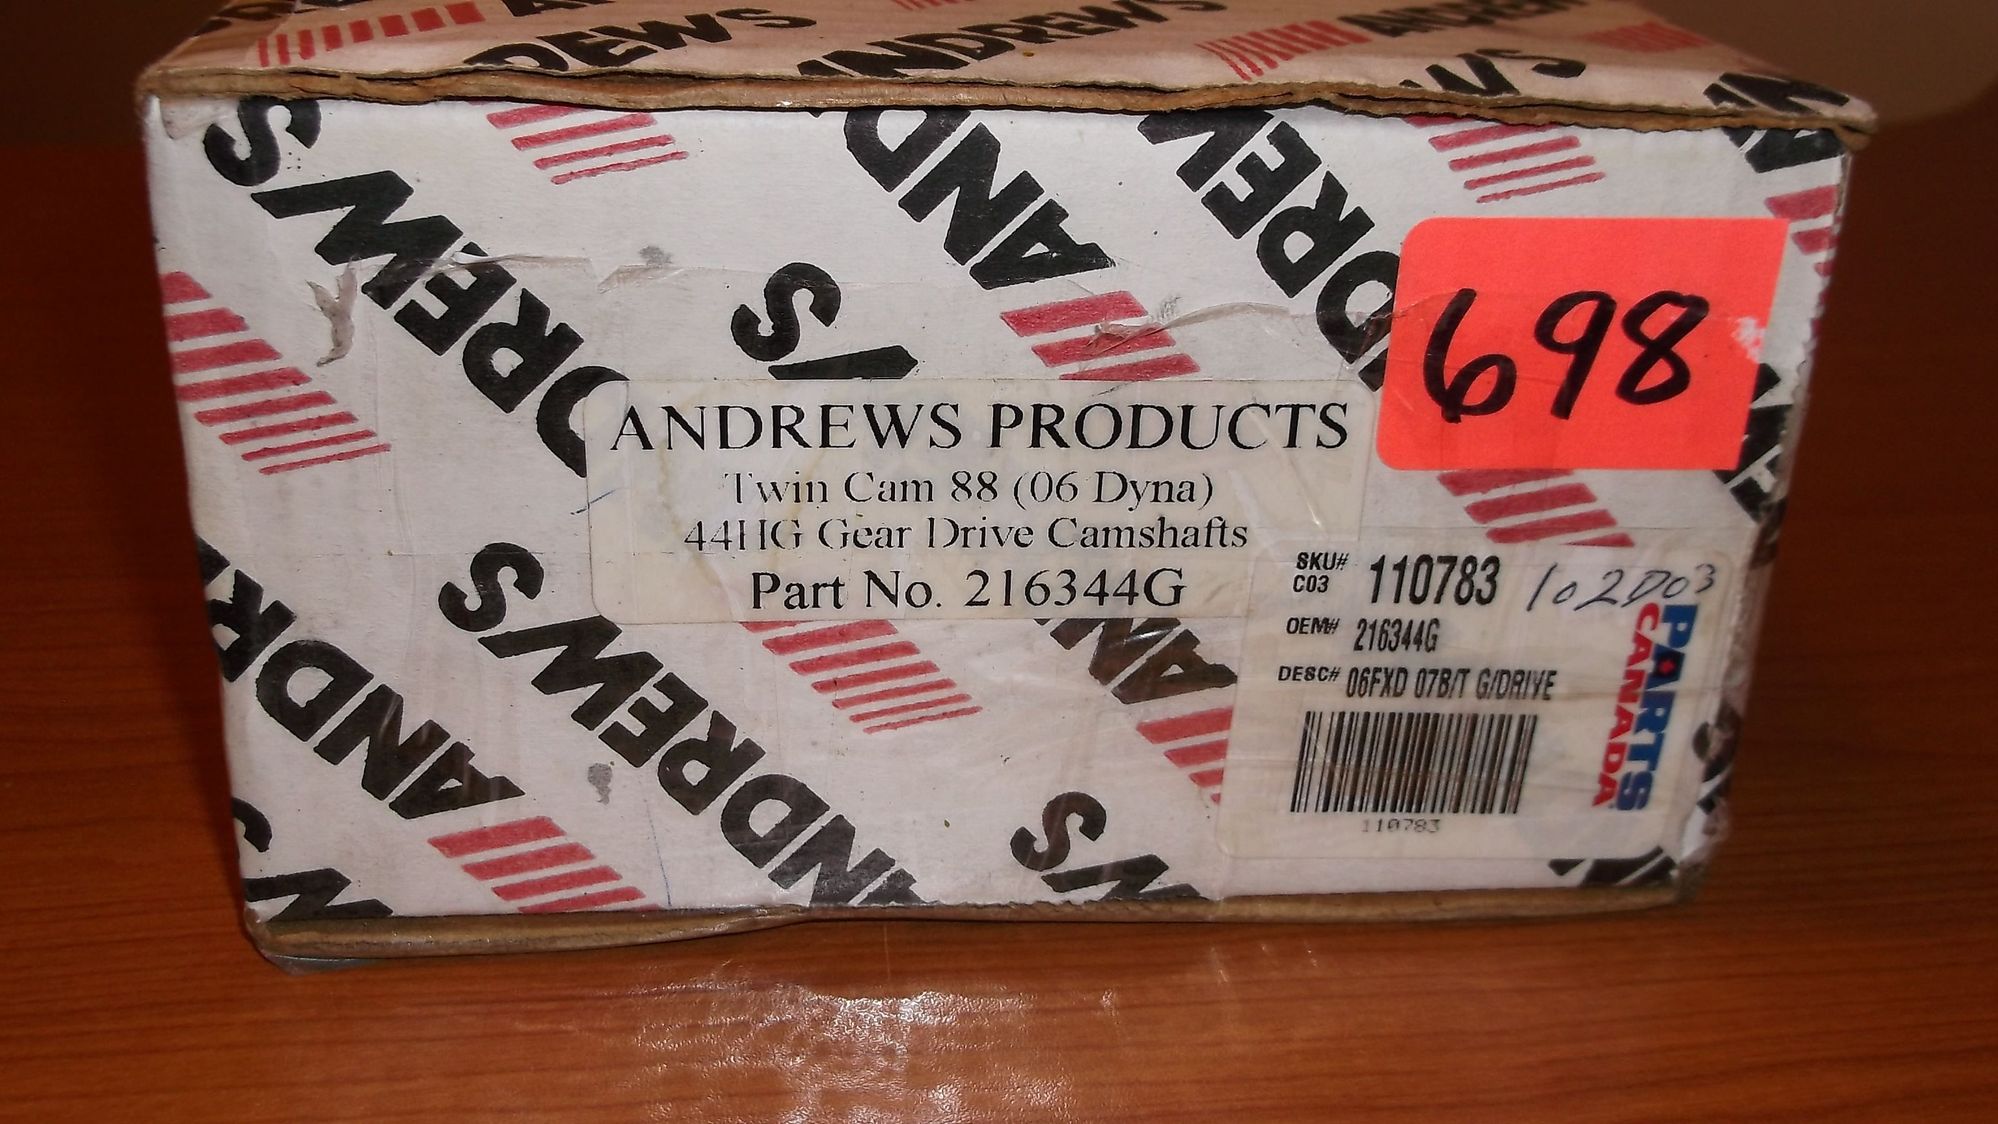 ANDREWS
ANDREWS
ANDREWS
ANDREWS
698
ANDREWS PRODUCTS
Twin Cam 88 (06 Dyna)
44HG Gear Drive Camshafts
Part No. 216344G
SKU# 110783 102D03
C03
OEM# 216344G
DESC# 06FXD 07B/T G/DRIVE
110783
PARTS
CANADA